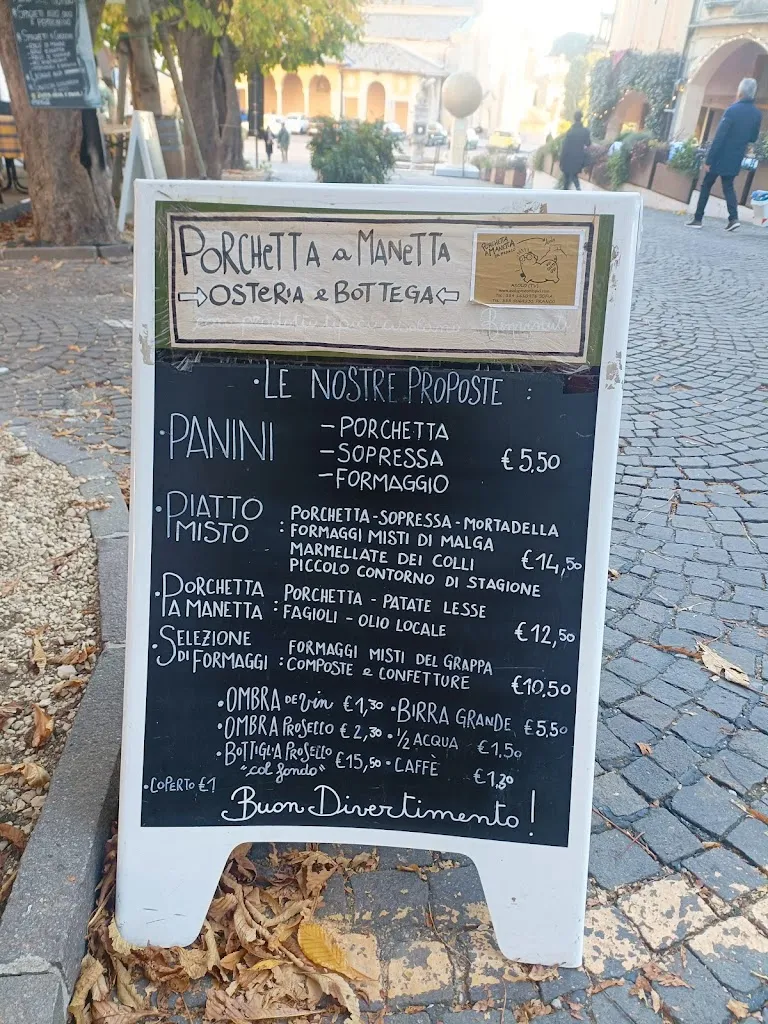 PORCHETTA a MANETTA
⇨OSTERIA e BOTTEGA⇦
PORCHETTA
A MANETTA
•LE NOSTRE PROPOSTE :
•PANINI
–PORCHETTA
–SOPRESSA
–FORMAGGIO
€5,50
•PIATTO
MISTO :
PORCHETTA-SOPRESSA-MORTADELLA
FORMAGGI MISTI DI MALGA
MARMELLATE DEI COLLI
PICCOLO CONTORNO DI STAGIONE
€14,50
•PORCHETTA
A MANETTA :
PORCHETTA - PATATE LESSE
FAGIOLI - OLIO LOCALE
€12,50
•SELEZIONE
DI FORMAGGI :
FORMAGGI MISTI DEL GRAPPA
COMPOSTE e CONFETTURE
€10,50
•OMBRA DE vin €1,30 •BIRRA GRANDE €5,50
•OMBRA PROSECCO €2,30 •½ ACQUA €1,50
•BOTTIGLIA PROSECCO €15,50 •CAFFÈ €1,20
"col fondo"
•COPERTO €1
Buon Divertimento!